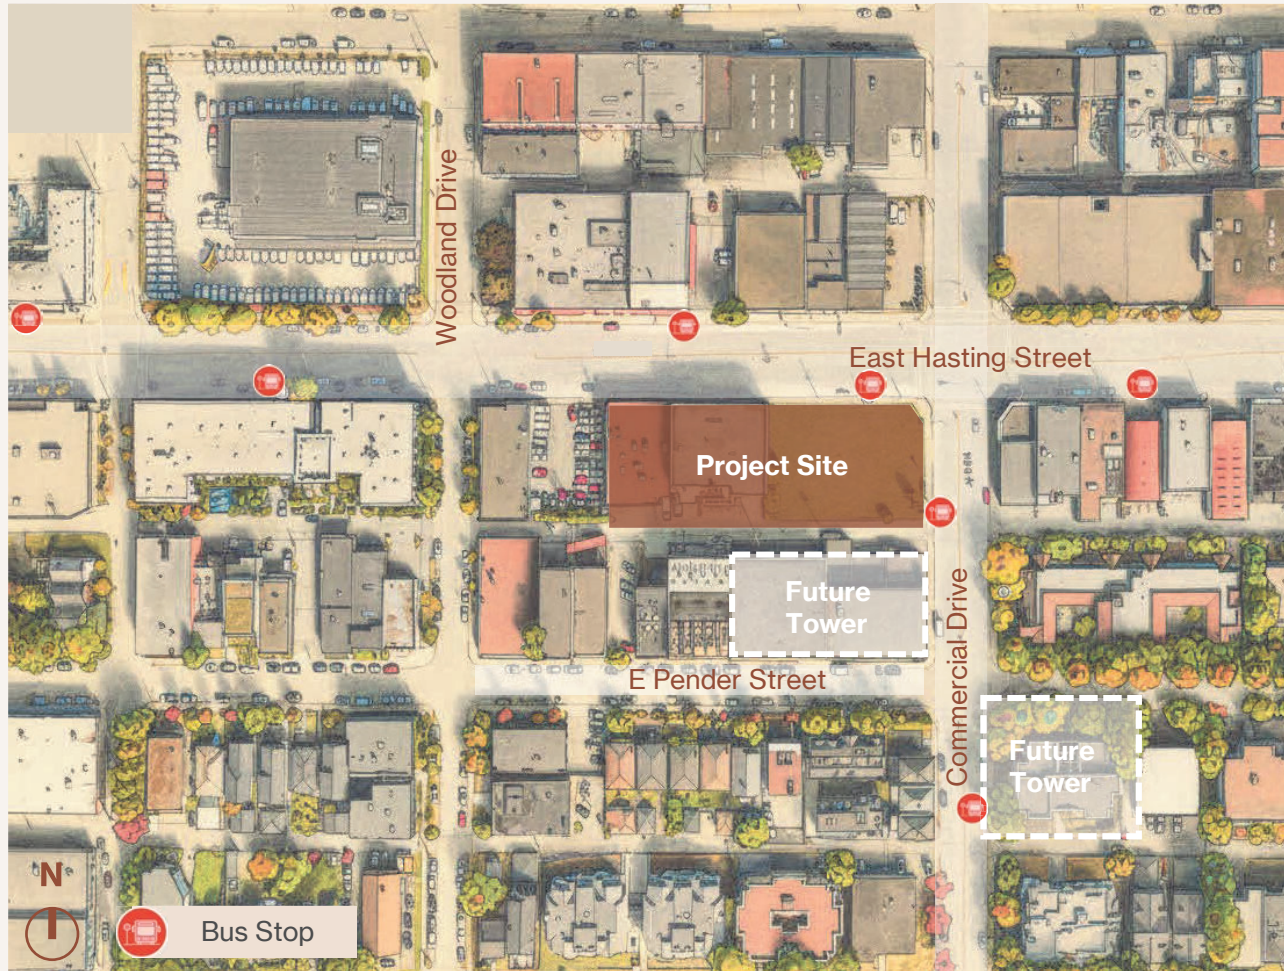 Woodland Drive
East Hasting Street
Project Site
Future
Tower
Commercial Drive
E Pender Street
Future
Tower
N
Bus Stop